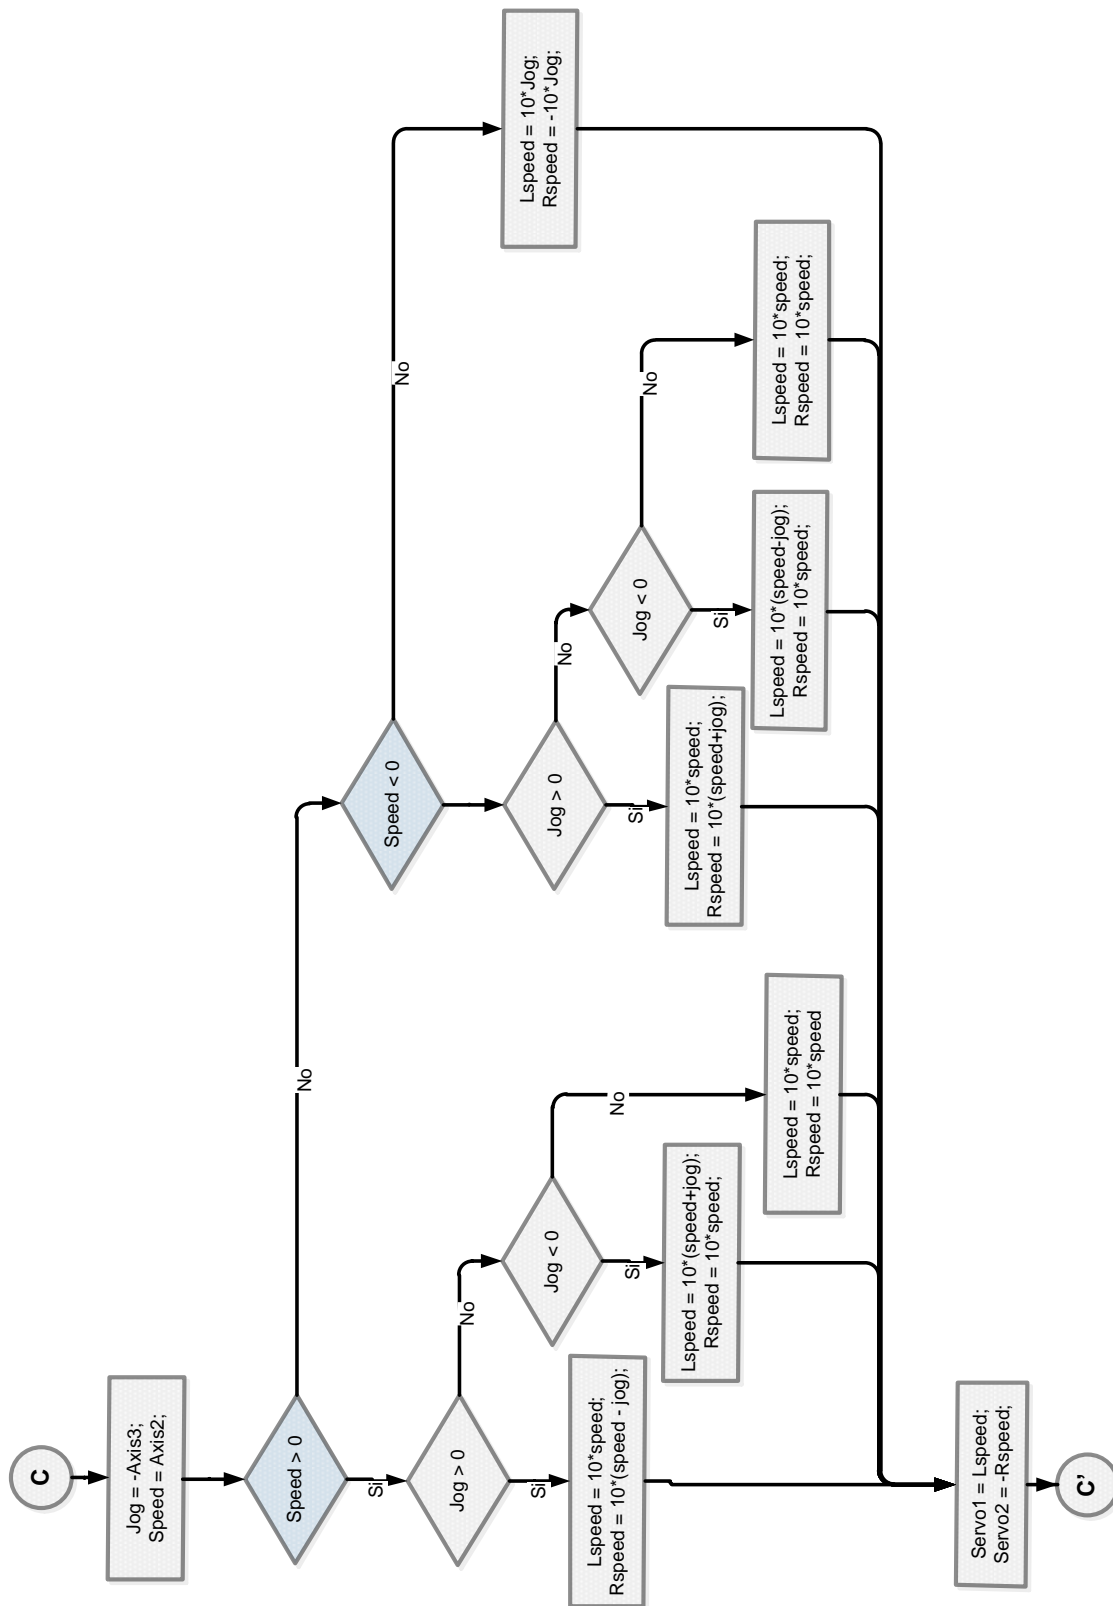 C
Jog = -Axis3;
Speed = Axis2;
Speed > 0
Si
No
Jog > 0
Si
No
Lspeed = 10*speed;
Rspeed = 10*(speed - jog);
Jog < 0
Si
No
Lspeed = 10*(speed+jog);
Rspeed = 10*speed;
Lspeed = 10*speed;
Rspeed = 10*speed
Speed < 0
No
Jog > 0
Si
No
Lspeed = 10*speed;
Rspeed = 10*(speed+jog);
Jog < 0
Si
No
Lspeed = 10*(speed-jog);
Rspeed = 10*speed;
Lspeed = 10*speed;
Rspeed = 10*speed;
Lspeed = 10*Jog;
Rspeed = -10*Jog;
Servo1 = Lspeed;
Servo2 = -Rspeed;
C'